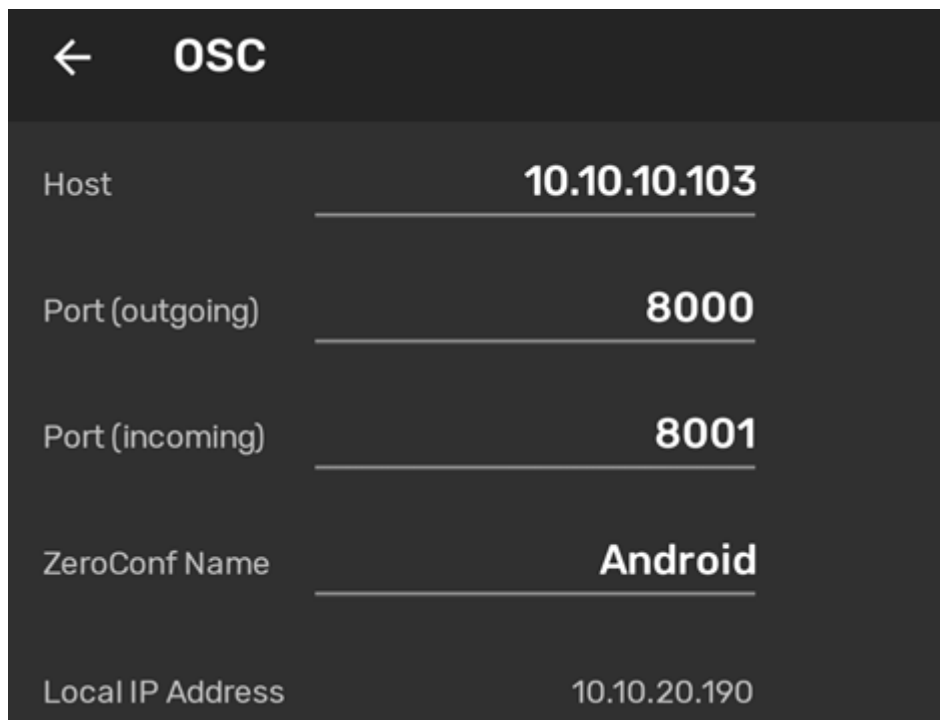 OSC
Host 10.10.10.103
Port (outgoing) 8000
Port (incoming) 8001
ZeroConf Name Android
Local IP Address 10.10.20.190